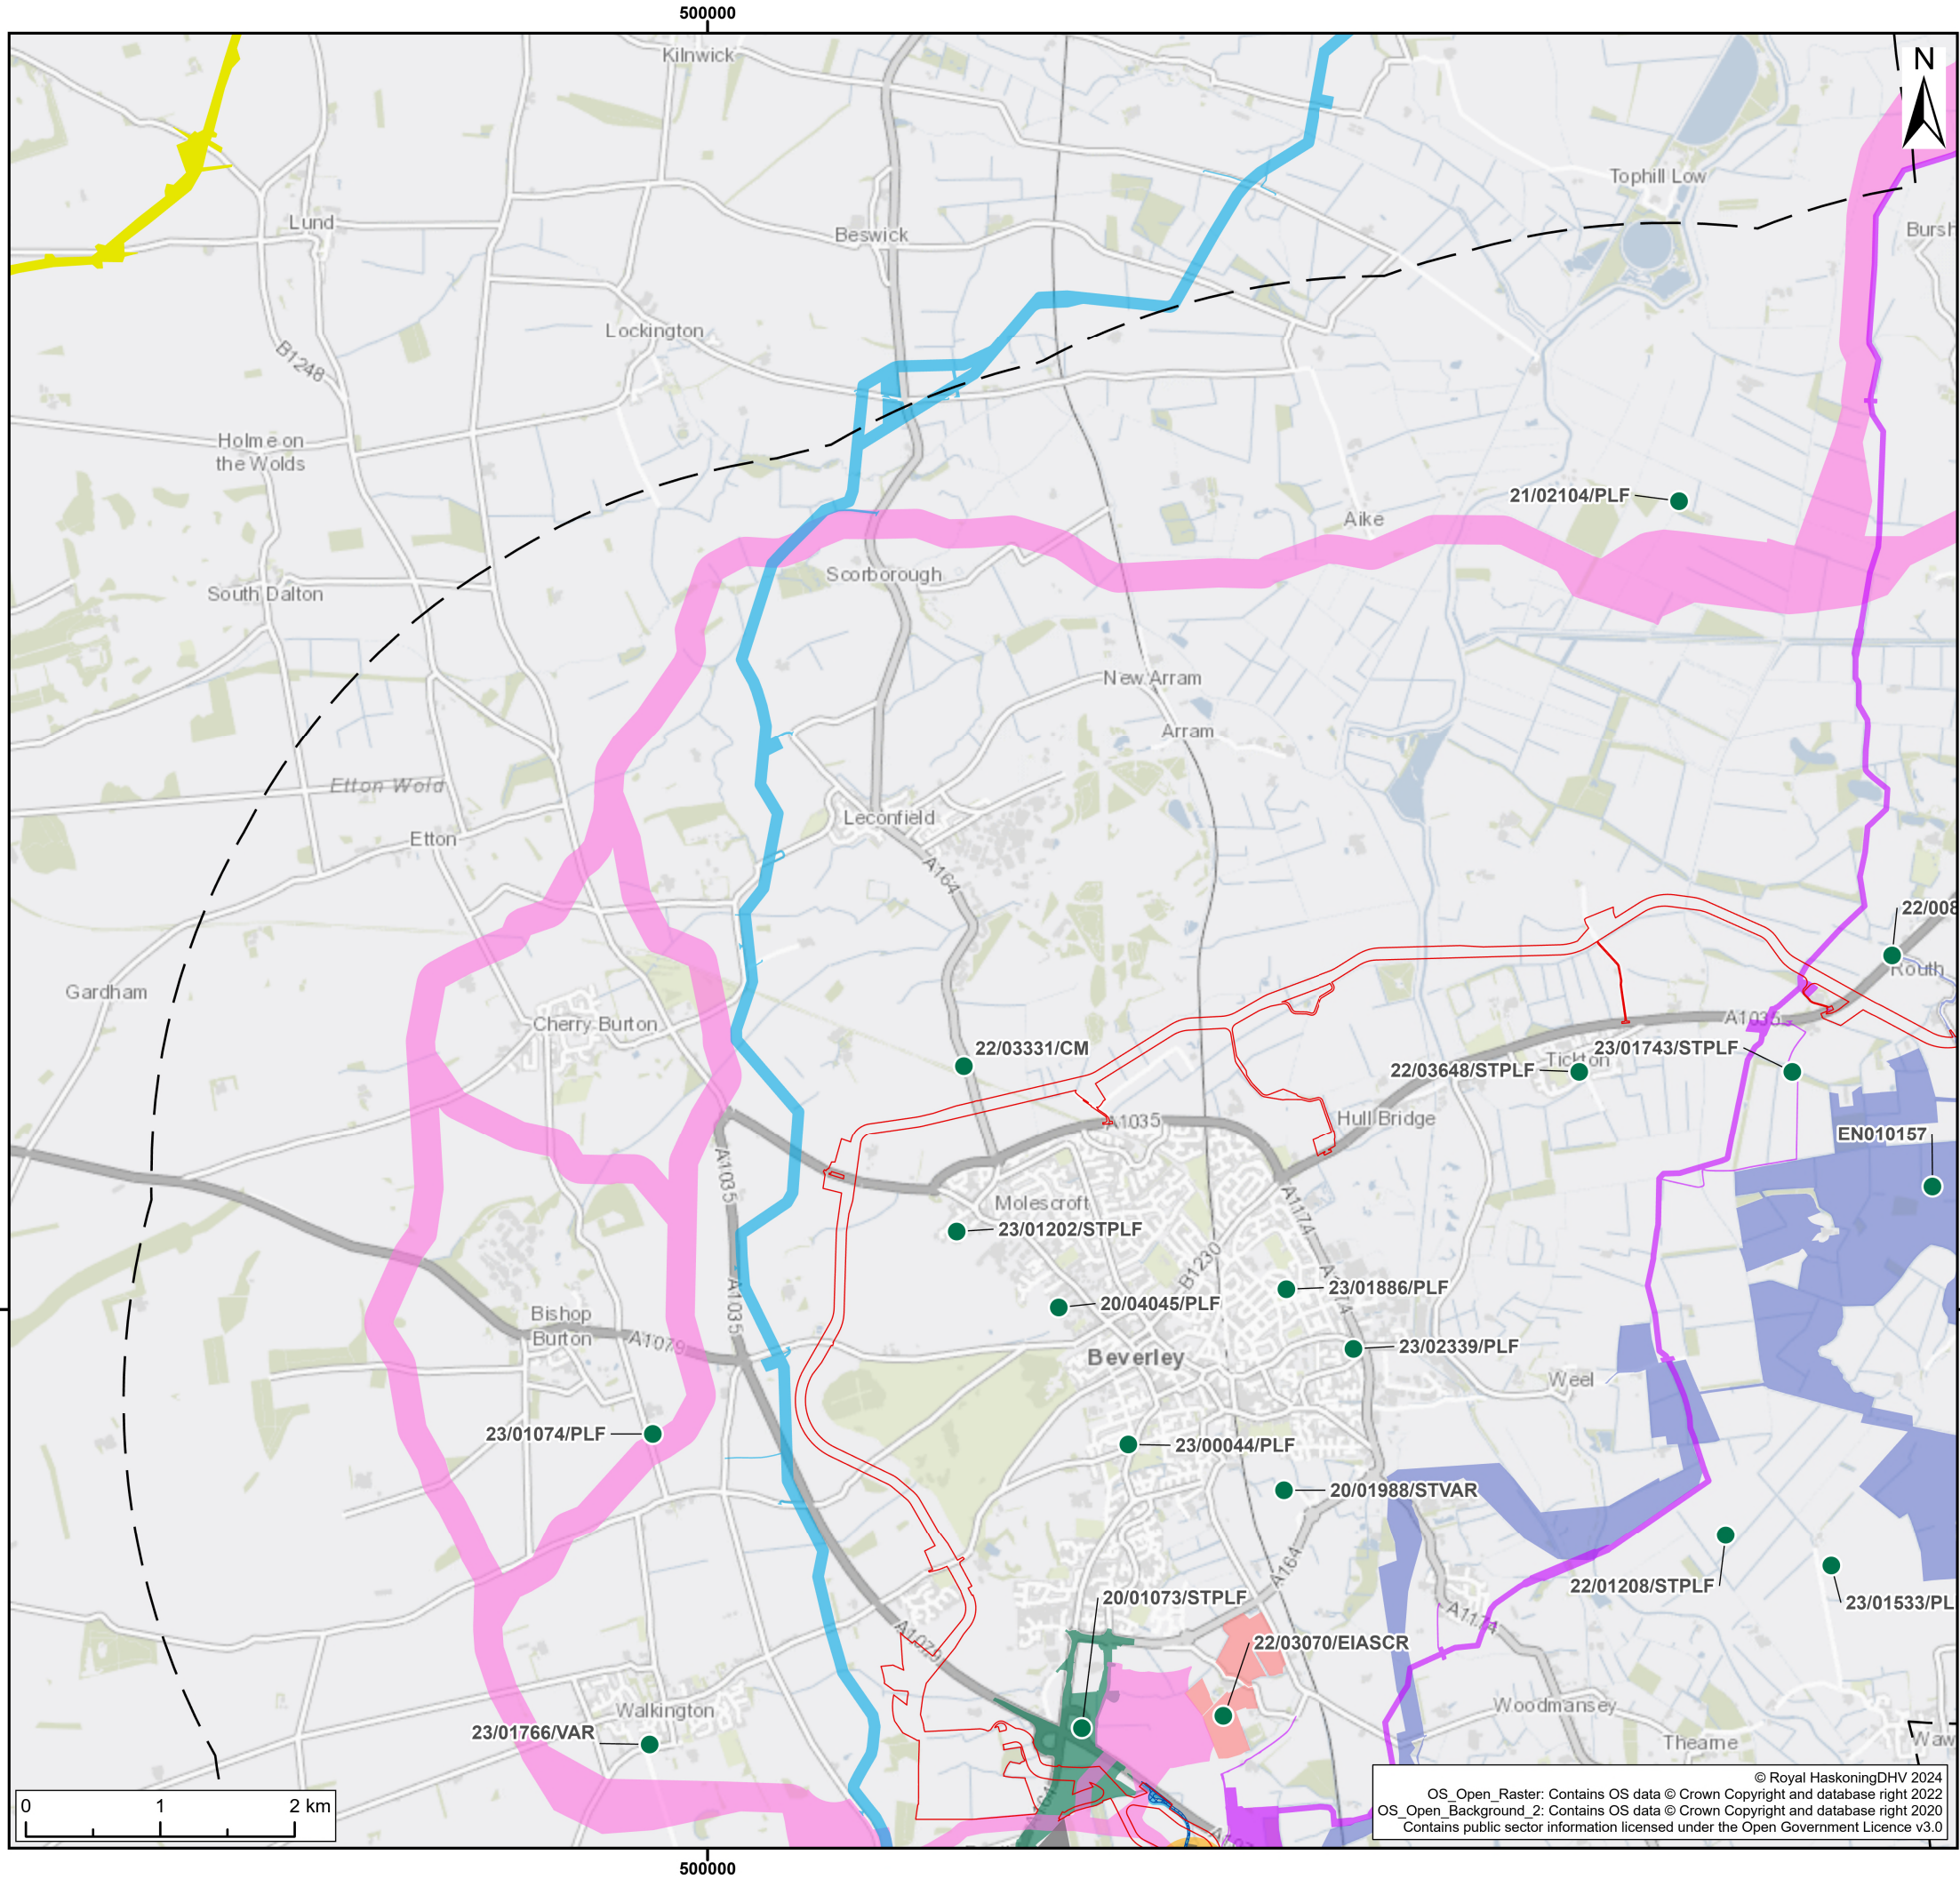 500000
Kilnwick
N
Tophill Low
Lund
Beswick
Bursh
Lockington
B1248
Holme on
the Wolds
21/02104/PLF
Aike
Scorborough
South Dalton
New Arram
Arram
Etton Wold
Leconfield
Etton
A164
22/008
Routh
Gardham
Cherry Burton
A1035
22/03331/CM
23/01743/STPLF
Tickton
22/03648/STPLF
Hull Bridge
A1035
EN010157
A1035
Molescroft
A1174
23/01202/STPLF
B1230
A1174
23/01886/PLF
20/04045/PLF
A1035
Bishop
Burton
A1079
23/02339/PLF
Beverley
Weel
23/01074/PLF
23/00044/PLF
20/01988/STVAR
A164
22/01208/STPLF
20/01073/STPLF
23/01533/PL
A1174
A1079
22/03070/EIASCR
Walkington
Woodmansey
23/01766/VAR
Thearne
Waw
A164
© Royal HaskoningDHV 2024
OS_Open_Raster: Contains OS data © Crown Copyright and database right 2022
OS_Open_Background_2: Contains OS data © Crown Copyright and database right 2020
Contains public sector information licensed under the Open Government Licence v3.0
0 1 2 km
500000